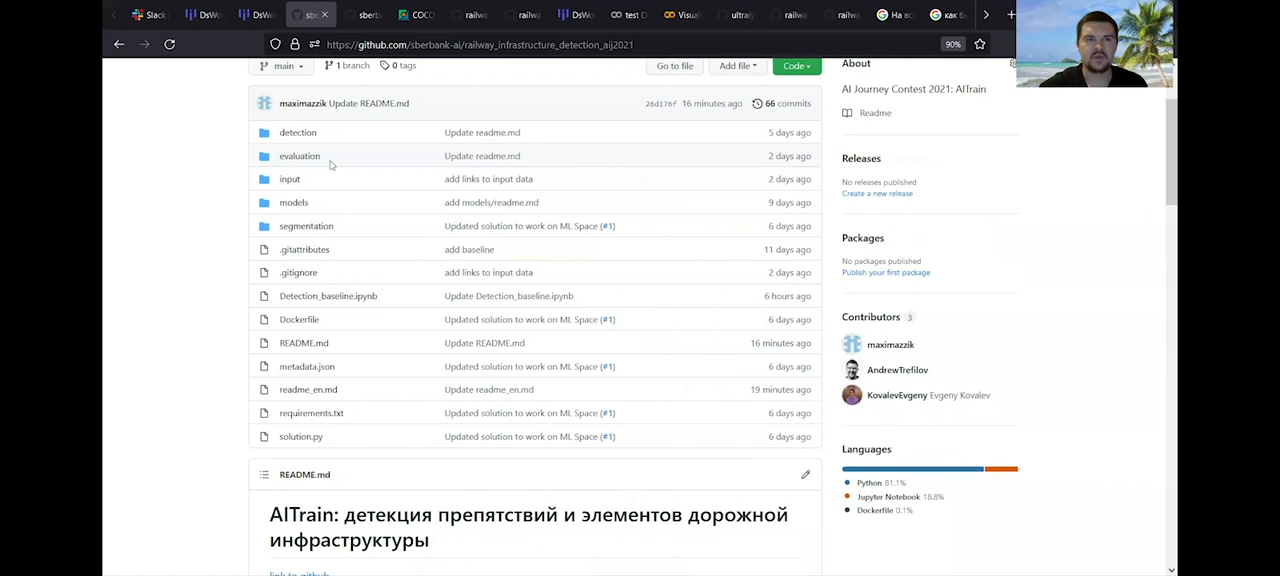 Slack
DsWo
DsWo
sbe
sberb
COCO
railwa
railwa
DsWo
test D
Visua
ultraly
railwa
railwa
На вс
как б
https://github.com/sberbank-ai/railway_infrastructure_detection_aij2021
90%
main
1 branch
0 tags
Go to file
Add file
Code
maximazzik Update README.md
26d176f 16 minutes ago
66 commits
detection Update readme.md 5 days ago
evaluation Update readme.md 2 days ago
input add links to input data 2 days ago
models add models/readme.md 9 days ago
segmentation Updated solution to work on ML Space (#1) 6 days ago
.gitattributes add baseline 11 days ago
.gitignore add links to input data 2 days ago
Detection_baseline.ipynb Update Detection_baseline.ipynb 6 hours ago
Dockerfile Updated solution to work on ML Space (#1) 6 days ago
README.md Update README.md 16 minutes ago
metadata.json Updated solution to work on ML Space (#1) 6 days ago
readme_en.md Update readme_en.md 19 minutes ago
requirements.txt Updated solution to work on ML Space (#1) 6 days ago
solution.py Updated solution to work on ML Space (#1) 6 days ago
README.md
AITrain: детекция препятствий и элементов дорожной
инфраструктуры
link to github
About
AI Journey Contest 2021: AITrain
Readme
Releases
No releases published
Create a new release
Packages
No packages published
Publish your first package
Contributors 3
maximazzik
AndrewTrefilov
KovalevEvgeny Evgeny Kovalev
Languages
Python 81.1%
Jupyter Notebook 18.8%
Dockerfile 0.1%